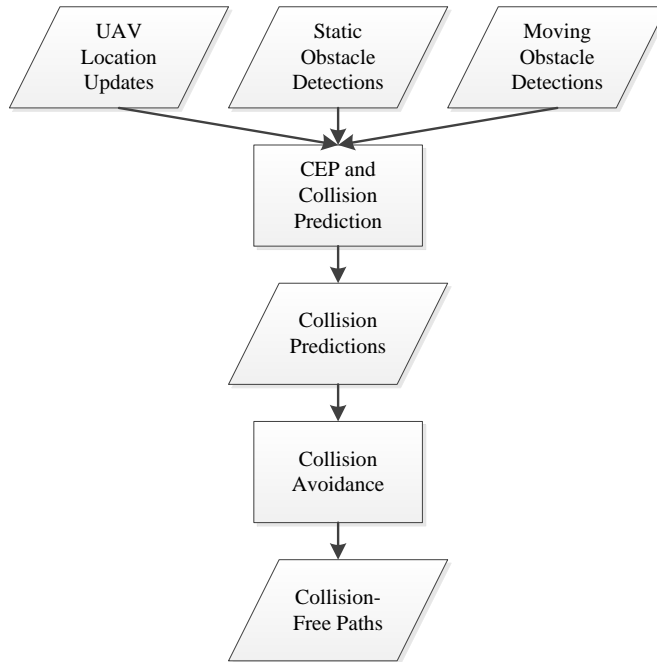 UAV
Location
Updates
Static
Obstacle
Detections
Moving
Obstacle
Detections
CEP and
Collision
Prediction
Collision
Predictions
Collision
Avoidance
Collision-
Free Paths